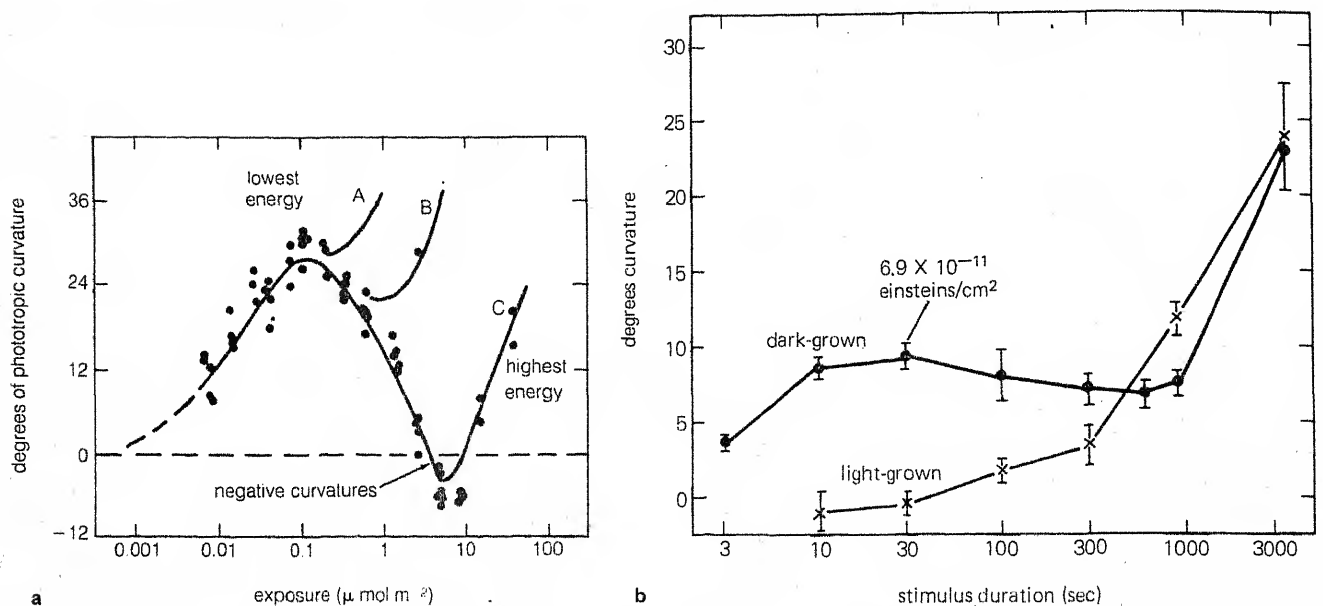 degrees of phototropic curvature
36
24
12
0
−12
lowest
energy
A
B
C
highest
energy
negative curvatures
0.001
0.01
0.1
1
10
100
exposure (μ mol m ²)
a
degrees curvature
30
25
20
15
10
5
0
6.9 X 10⁻¹¹
einsteins/cm²
dark-grown
light-grown
3
10
30
100
300
1000
3000
stimulus duration (sec)
b